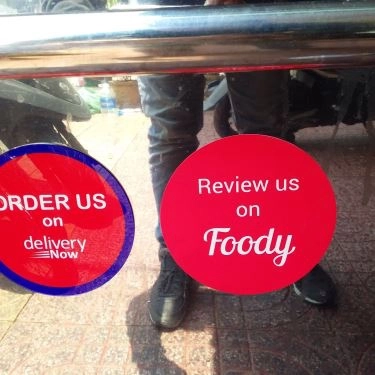 ORDER US
on
delivery
Now
Review us
on
Foody